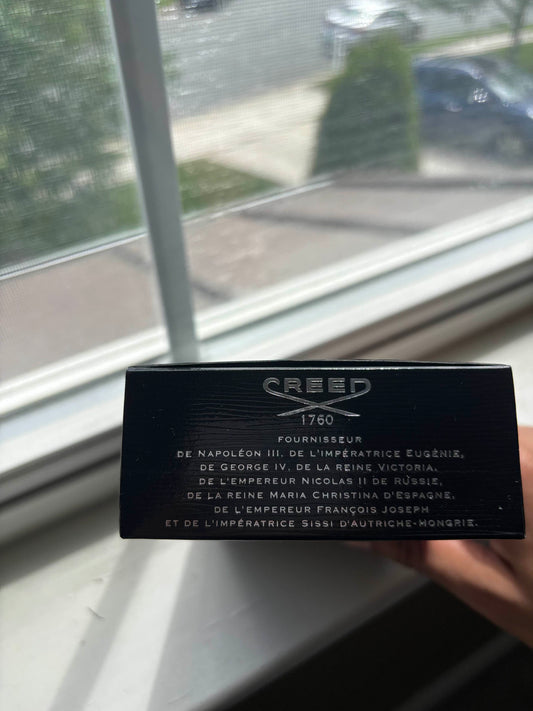 CREED
1760
FOURNISSEUR
DE NAPOLÉON III, DE L'IMPÉRATRICE EUGÉNIE,
DE GEORGE IV, DE LA REINE VICTORIA,
DE L'EMPEREUR NICOLAS II DE RUSSIE,
DE LA REINE MARIA CHRISTINA D'ESPAGNE,
DE L'EMPEREUR FRANÇOIS JOSEPH
ET DE L'IMPÉRATRICE SISSI D'AUTRICHE-HONGRIE.